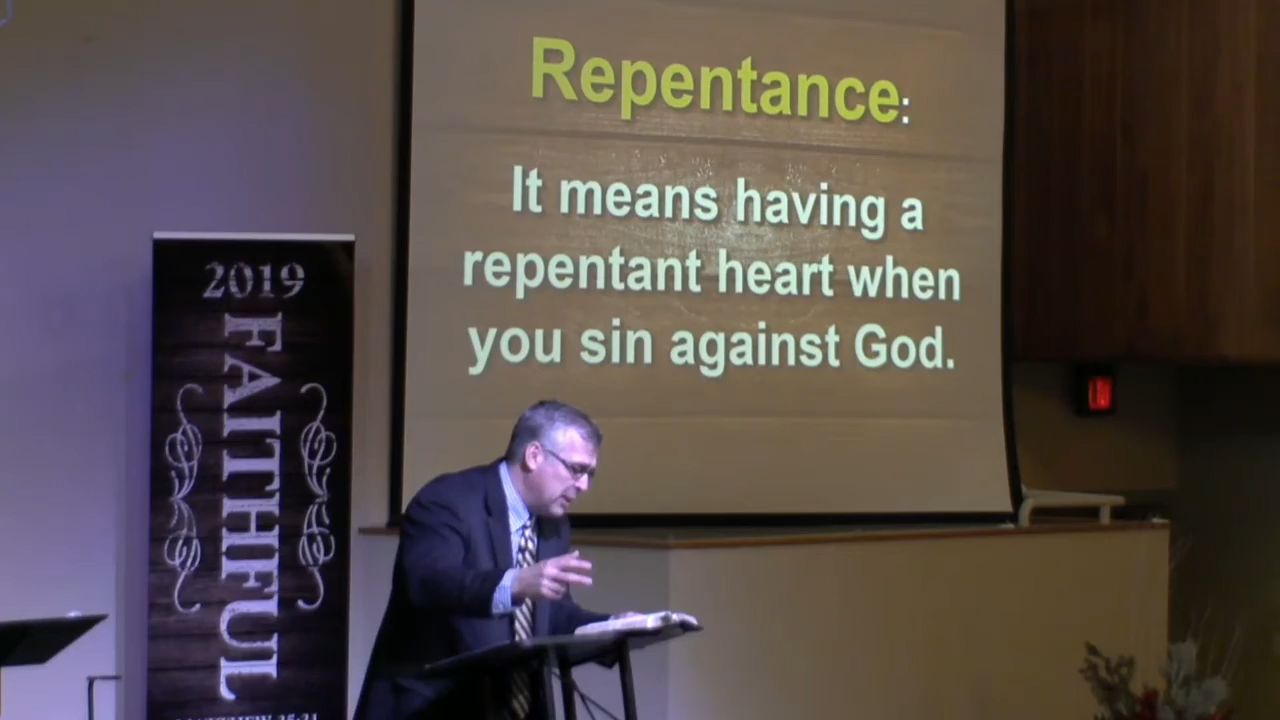 Repentance:
It means having a
repentant heart when
you sin against God.
2019
FAITHFUL